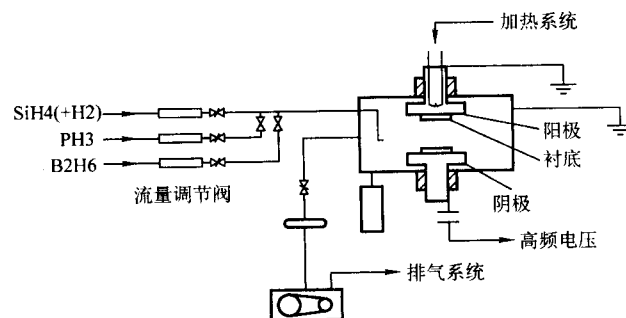 加热系统
SiH4(+H2)
PH3
B2H6
流量调节阀
阳极
衬底
阴极
高频电压
排气系统